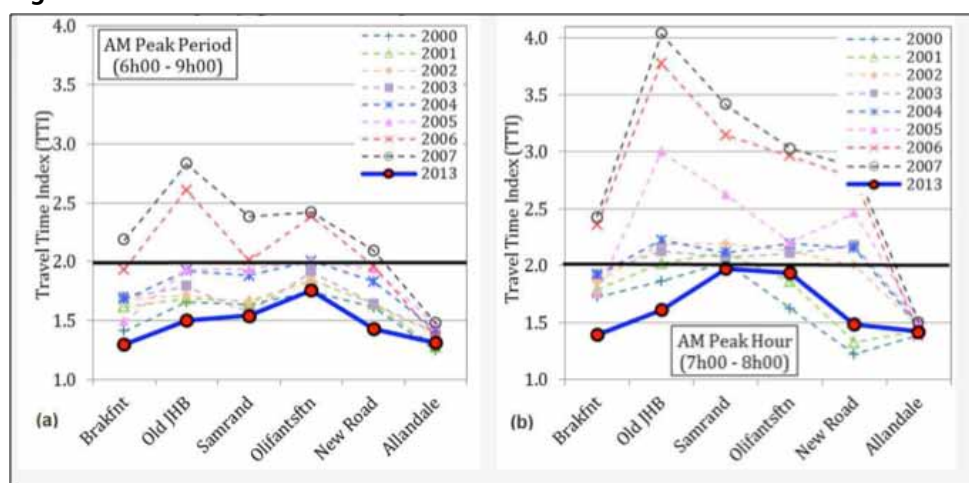 AM Peak Period
(6h00 - 9h00)
Travel Time Index (TTI)
4.0
3.5
3.0
2.5
2.0
1.5
1.0
2000
2001
2002
2003
2004
2005
2006
2007
2013
Brakfnt
Old JHB
Samrand
Olifantsftn
New Road
Allandale
(a)
Travel Time Index (TTI)
4.0
3.5
3.0
2.5
2.0
1.5
1.0
2000
2001
2002
2003
2004
2005
2006
2007
2013
AM Peak Hour
(7h00 - 8h00)
Brakfnt
Old JHB
Samrand
Olifantsftn
New Road
Allandale
(b)